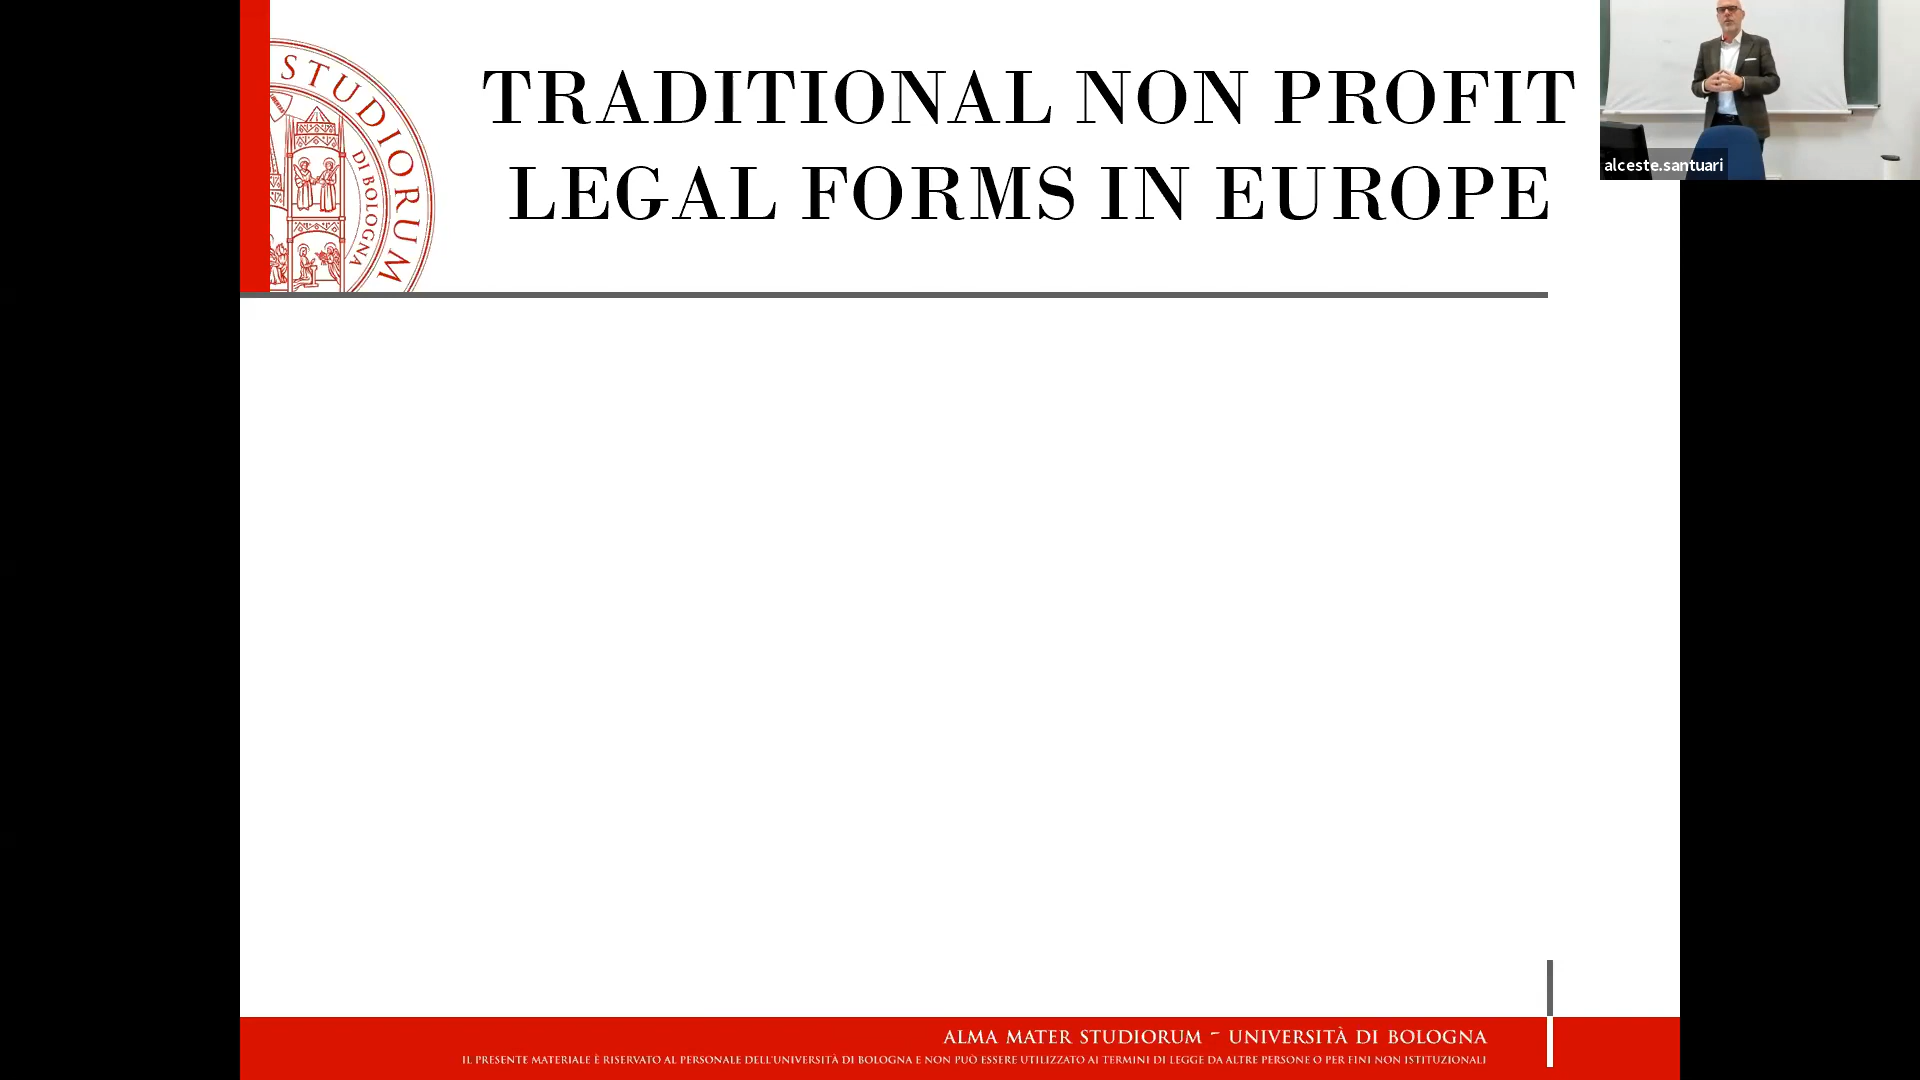 TRADITIONAL NON PROFIT
LEGAL FORMS IN EUROPE
STUDIORUM
DI BOLOGNA
alceste.santuari
ALMA MATER STUDIORUM ~ UNIVERSITÀ DI BOLOGNA
IL PRESENTE MATERIALE È RISERVATO AL PERSONALE DELL'UNIVERSITÀ DI BOLOGNA E NON PUÒ ESSERE UTILIZZATO AI TERMINI DI LEGGE DA ALTRE PERSONE O PER FINI NON ISTITUZIONALI